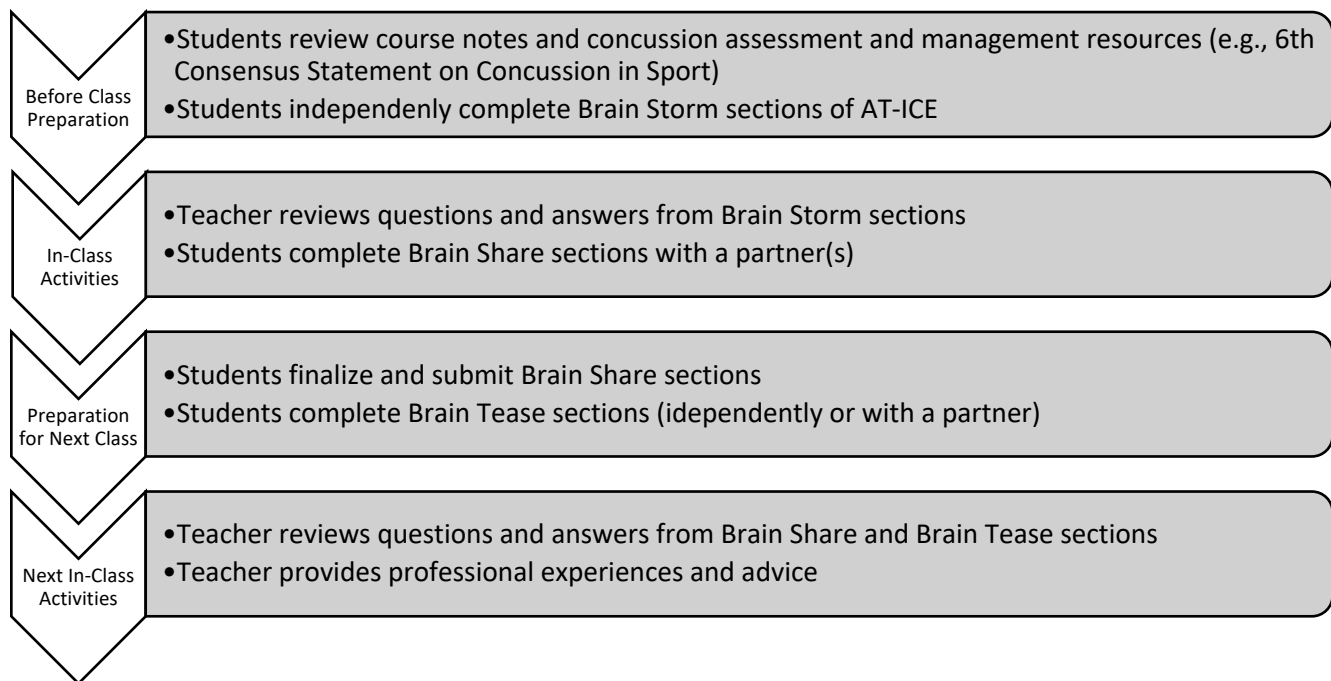 Before Class
Preparation
•Students review course notes and concussion assessment and management resources (e.g., 6th
Consensus Statement on Concussion in Sport)
•Students independenly complete Brain Storm sections of AT-ICE
In-Class
Activities
•Teacher reviews questions and answers from Brain Storm sections
•Students complete Brain Share sections with a partner(s)
Preparation
for Next Class
•Students finalize and submit Brain Share sections
•Students complete Brain Tease sections (idependently or with a partner)
Next In-Class
Activities
•Teacher reviews questions and answers from Brain Share and Brain Tease sections
•Teacher provides professional experiences and advice